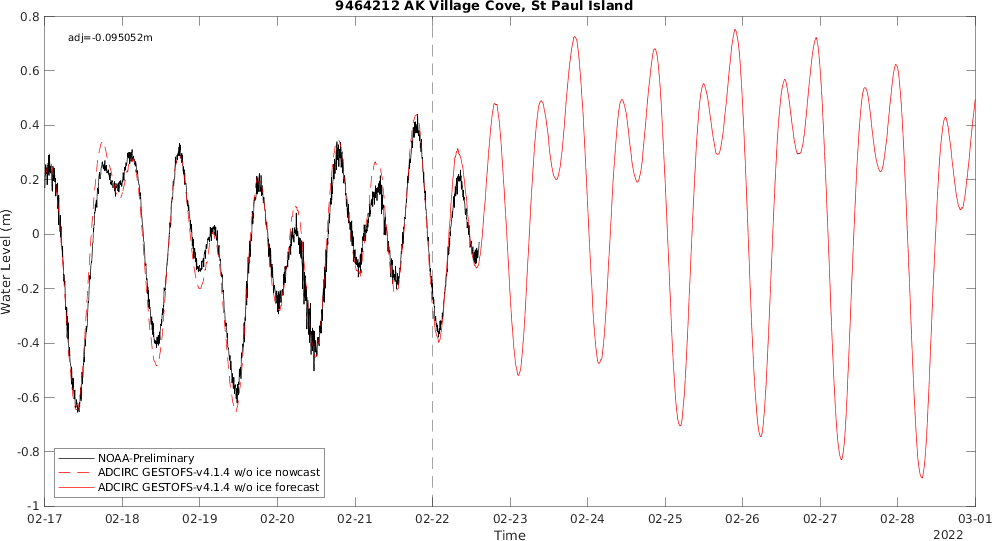 9464212 AK Village Cove, St Paul Island
adj=-0.095052m
0.8
0.6
0.4
0.2
0
-0.2
-0.4
-0.6
-0.8
-1
Water Level (m)
NOAA-Preliminary
ADCIRC GESTOFS-v4.1.4 w/o ice nowcast
ADCIRC GESTOFS-v4.1.4 w/o ice forecast
02-17 02-18 02-19 02-20 02-21 02-22 02-23 02-24 02-25 02-26 02-27 02-28 03-01
Time
2022